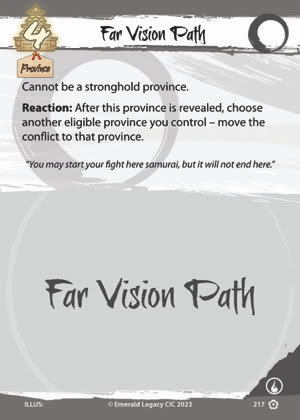 Far Vision Path
4
Province
Cannot be a stronghold province.
Reaction: After this province is revealed, choose
another eligible province you control – move the
conflict to that province.
"You may start your fight here samurai, but it will not end here."
Far Vision Path
ILLUS: © Emerald Legacy CIC 2023 217